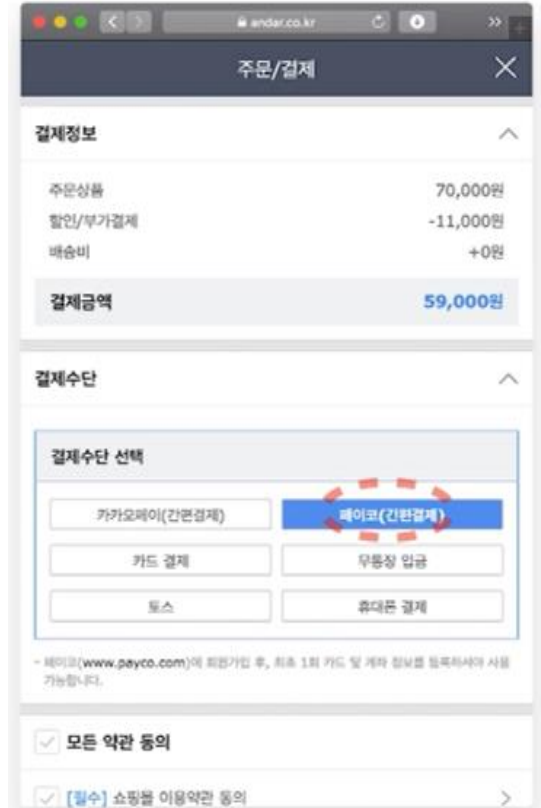 andar.co.kr
주문/결제
결제정보
주문상품 70,000원
할인/부가결제 -11,000원
배송비 +0원
결제금액 59,000원
결제수단
결제수단 선택
카카오페이(간편결제) 페이코(간편결제)
카드 결제 무통장 입금
토스 휴대폰 결제
- 페이코(www.payco.com)에 회원가입 후, 최초 1회 카드 및 계좌 정보를 등록하셔야 사용
가능합니다.
모든 약관 동의
[필수] 쇼핑몰 이용약관 동의